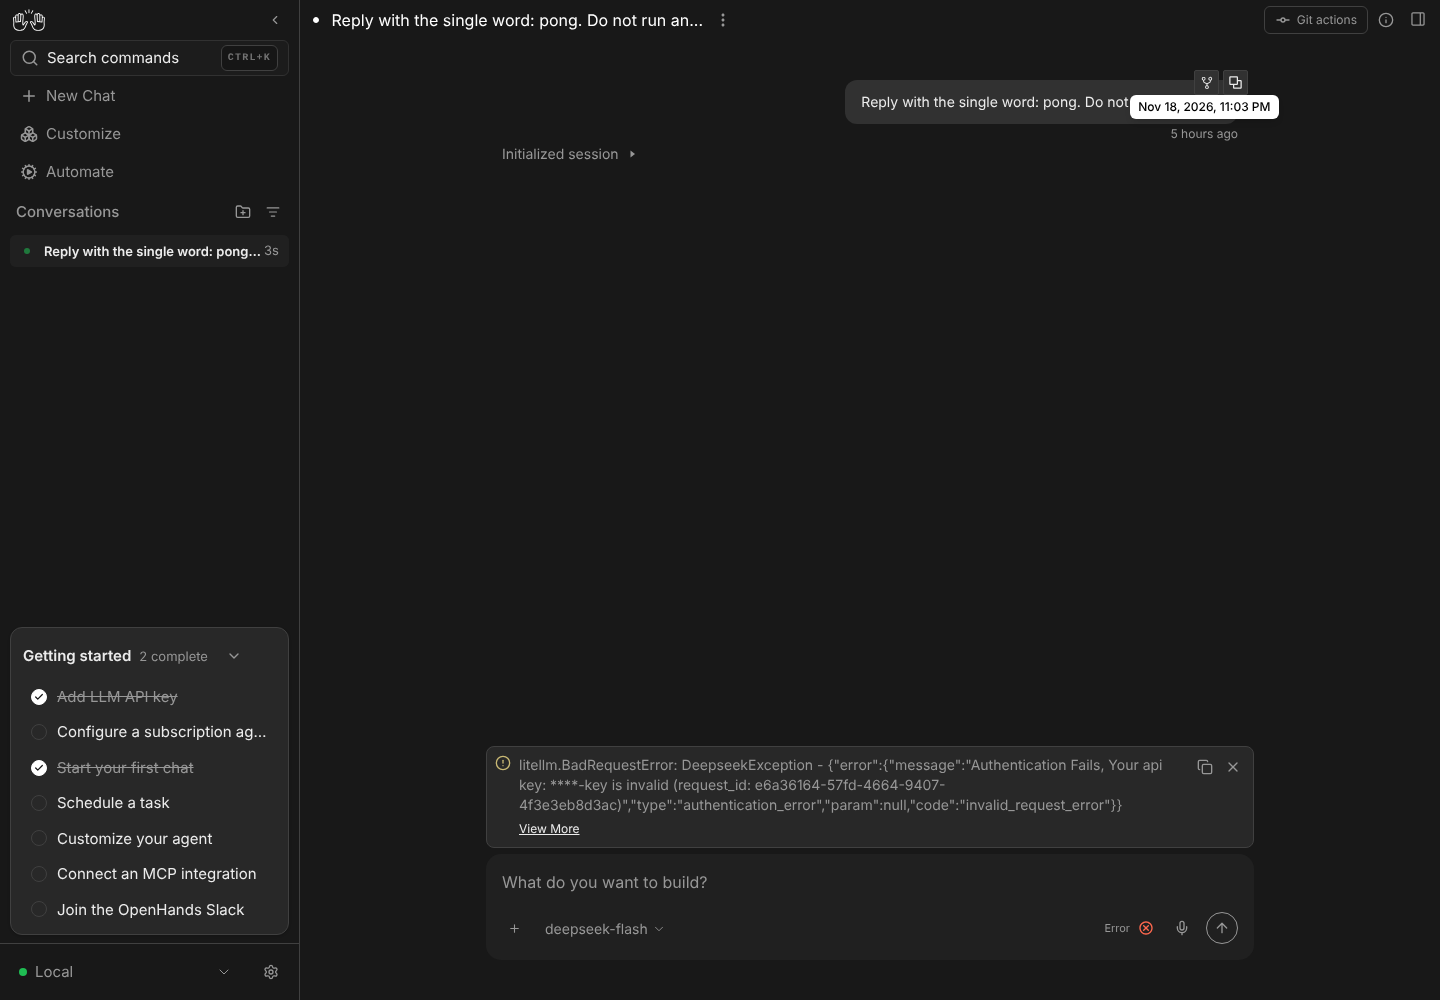 Search commands
CTRL+K
New Chat
Customize
Automate
Conversations
Reply with the single word: pong... 3s
Getting started 2 complete
Add LLM API key
Configure a subscription ag...
Start your first chat
Schedule a task
Customize your agent
Connect an MCP integration
Join the OpenHands Slack
Local
Reply with the single word: pong. Do not run an...
Git actions
Reply with the single word: pong. Do not
Nov 18, 2026, 11:03 PM
5 hours ago
Initialized session
litellm.BadRequestError: DeepseekException - {"error":{"message":"Authentication Fails, Your api
key: ****-key is invalid (request_id: e6a36164-57fd-4664-9407-
4f3e3eb8d3ac)","type":"authentication_error","param":null,"code":"invalid_request_error"}}
View More
What do you want to build?
deepseek-flash
Error